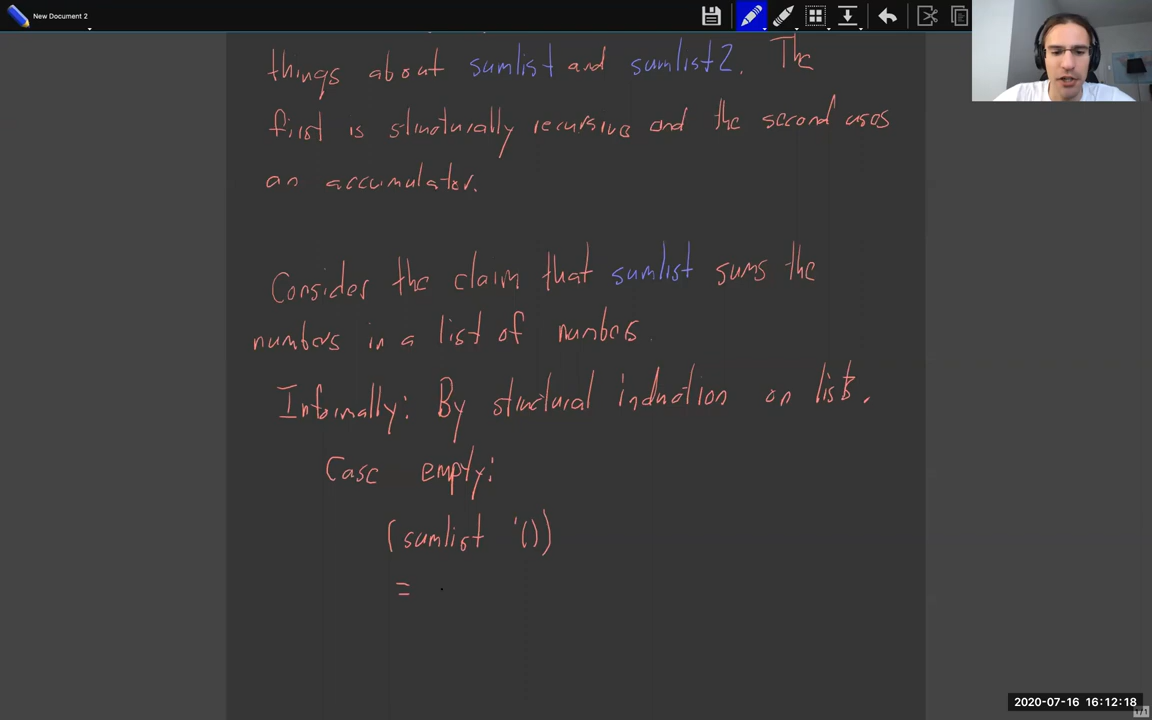 New Document 2
things about sumlist and sumlist2. The
first is structurally recursive and the second uses
an accumulator.
Consider the claim that sumlist sums the
numbers in a list of numbers.
Informally: By structural induction on lists.
Case empty:
(sumlist '())
=
2020-07-16 16:12:18